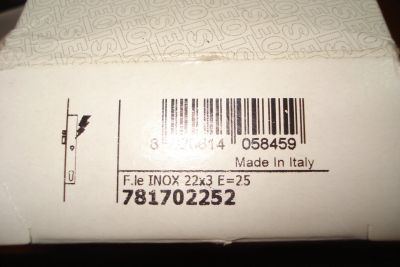 058459
Made In Italy
F.le INOX 22x3 E=25
781702252